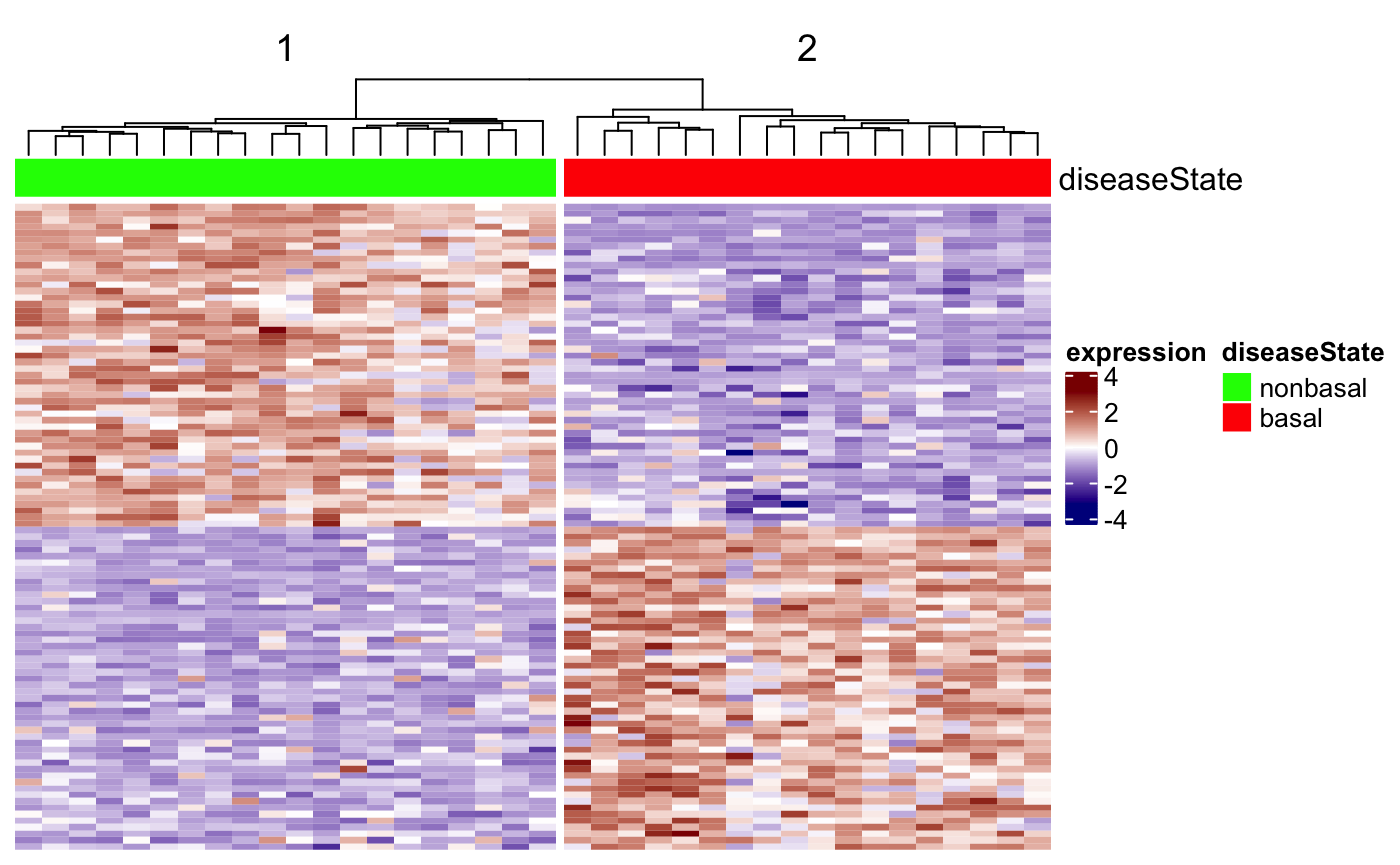 1 2
diseaseState
expression diseaseState
4 nonbasal
2 basal
0
-2
-4